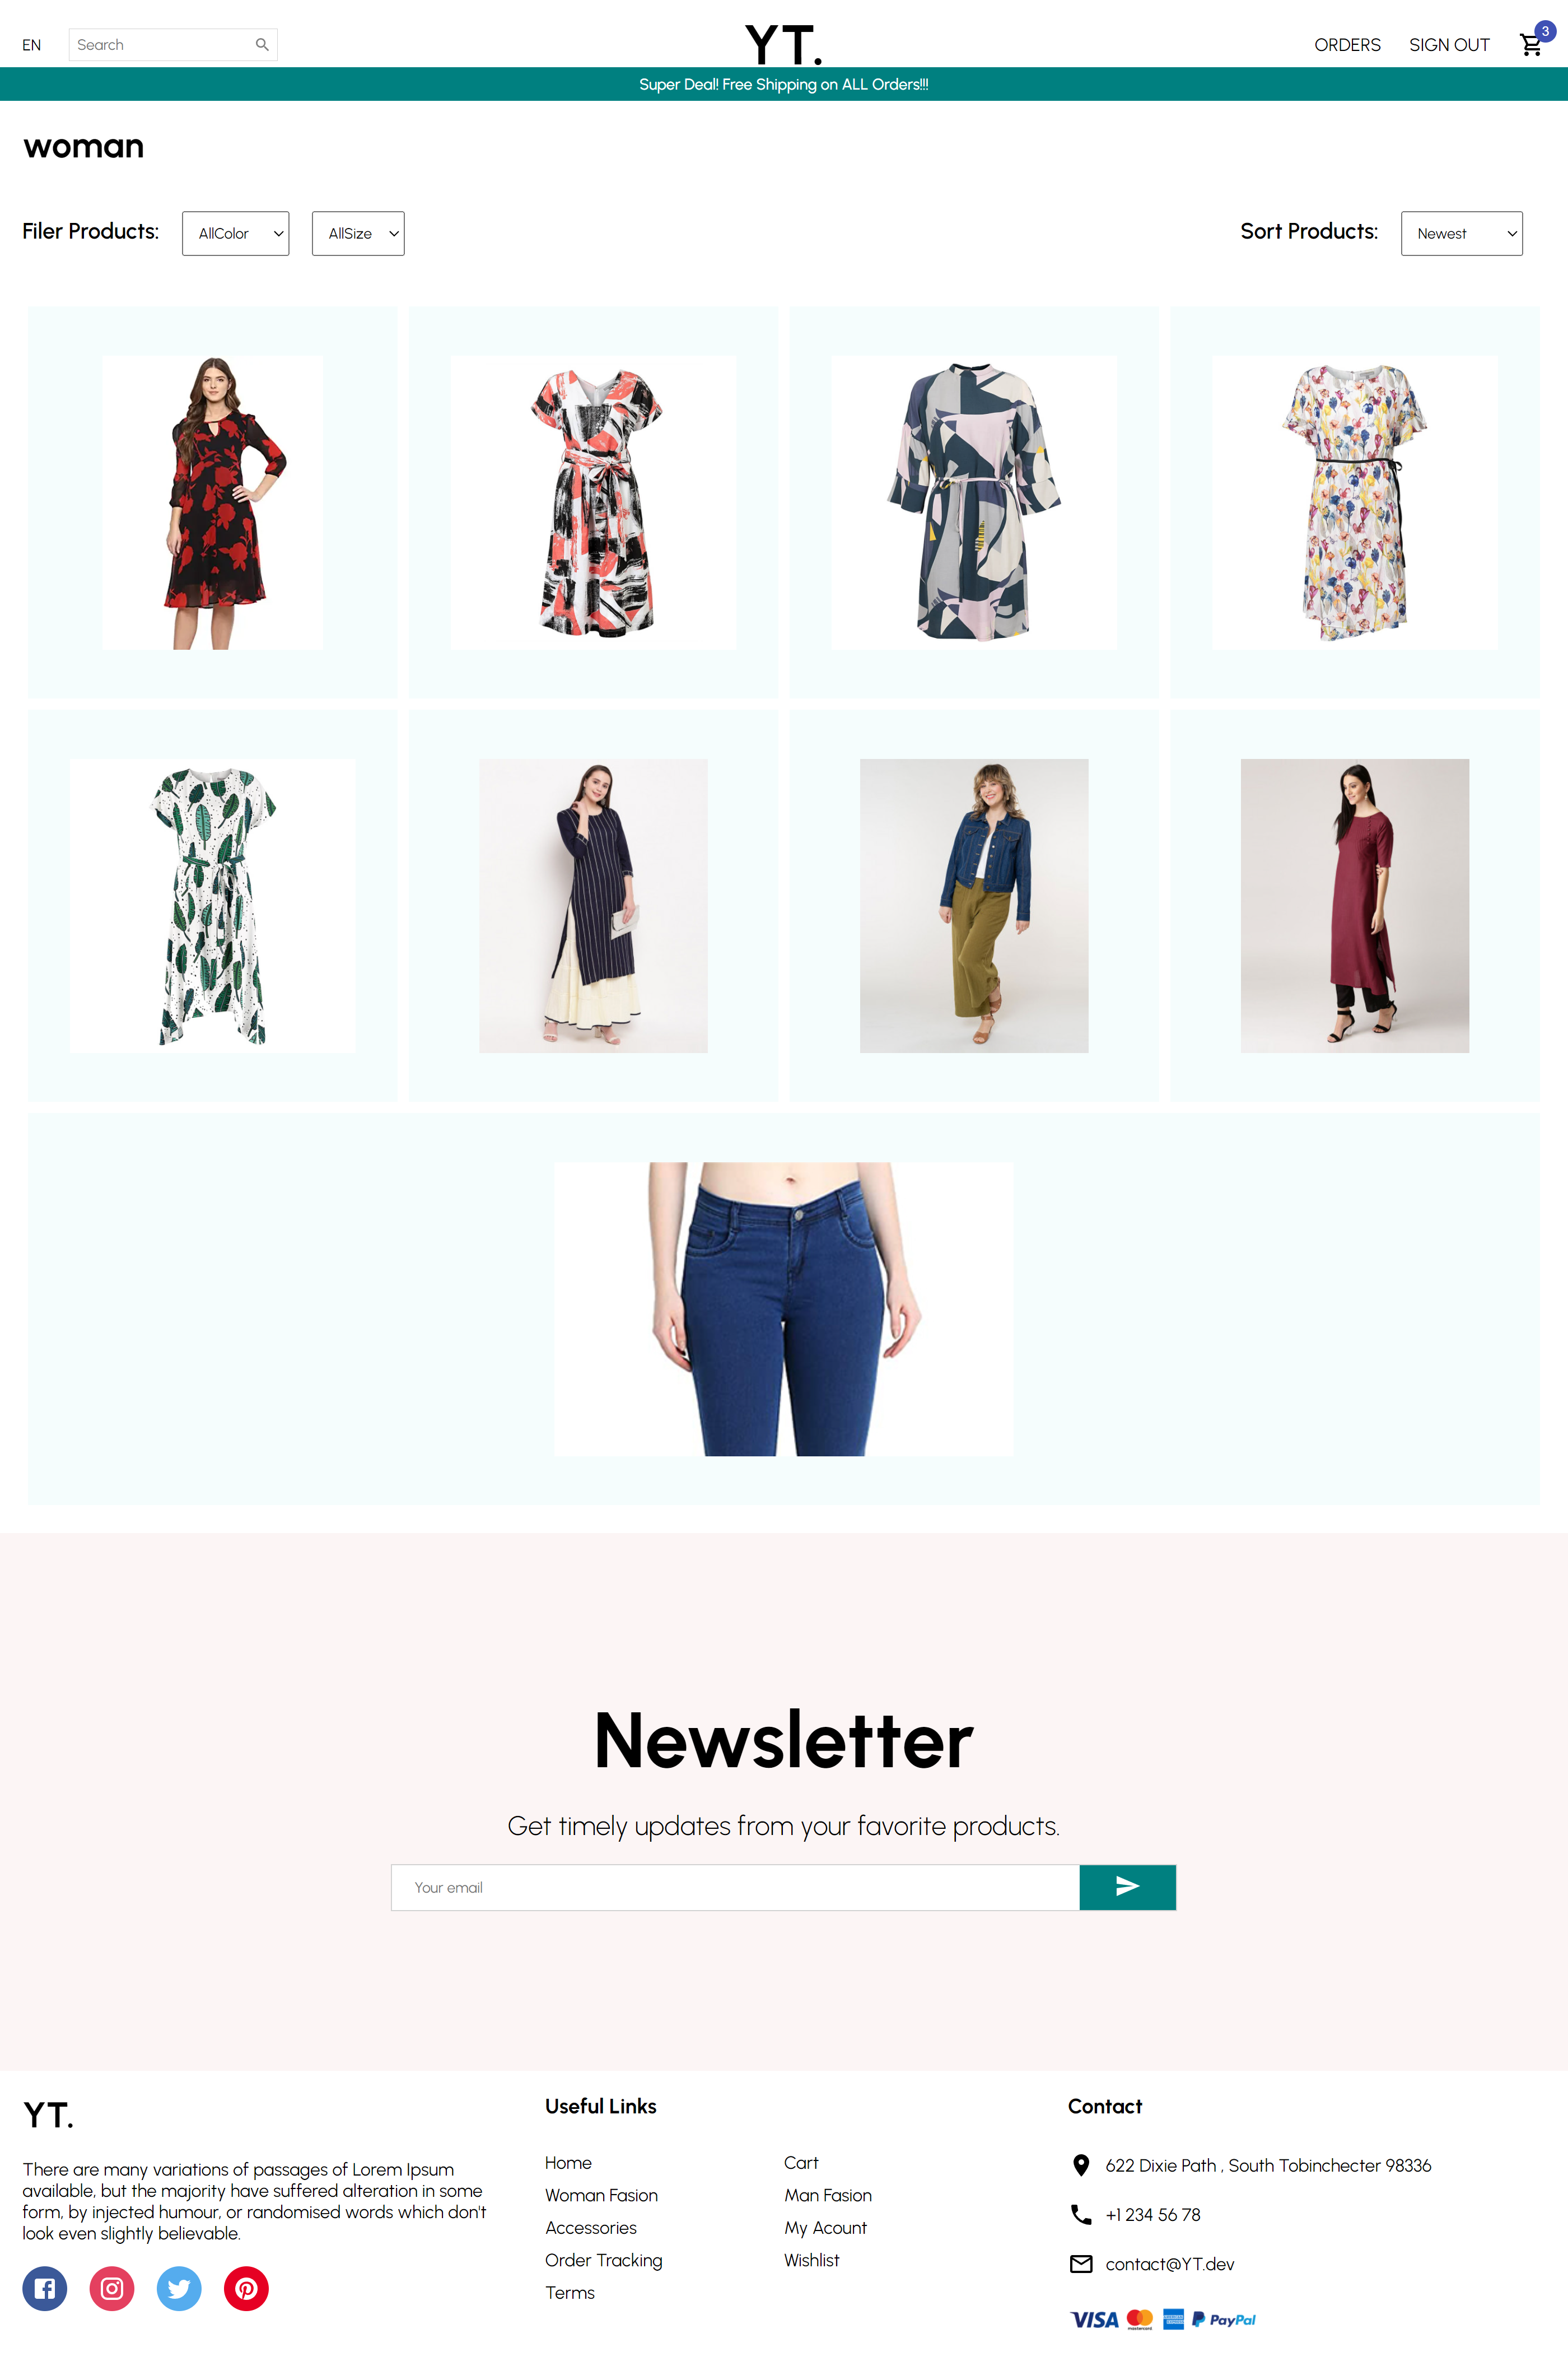 EN
Search
YT.
ORDERS
SIGN OUT
3
Super Deal! Free Shipping on ALL Orders!!!
woman
Filer Products:
AllColor
AllSize
Sort Products:
Newest
Newsletter
Get timely updates from your favorite products.
Your email
YT.
There are many variations of passages of Lorem Ipsum
available, but the majority have suffered alteration in some
form, by injected humour, or randomised words which don't
look even slightly believable.
Useful Links
Home
Cart
Woman Fasion
Man Fasion
Accessories
My Acount
Order Tracking
Wishlist
Terms
Contact
622 Dixie Path , South Tobinchecter 98336
+1 234 56 78
contact@YT.dev
VISA
mastercard
AMERICAN EXPRESS
PayPal